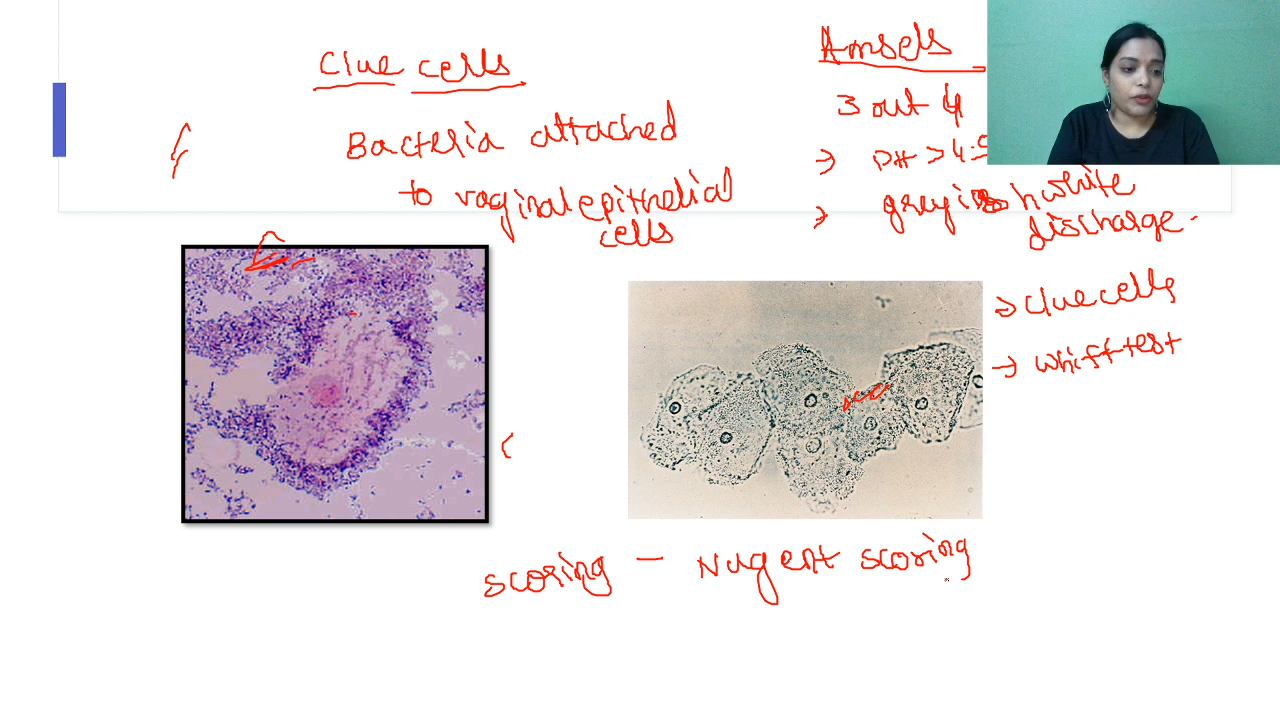 Clue cells
Bacteria attached
to vaginal epithelial
cells
Amsels
3 out 4
→ PH > 4.5
→ greyish white
discharge.
→ clue cells
→ whiff test
scoring - Nugent scoring